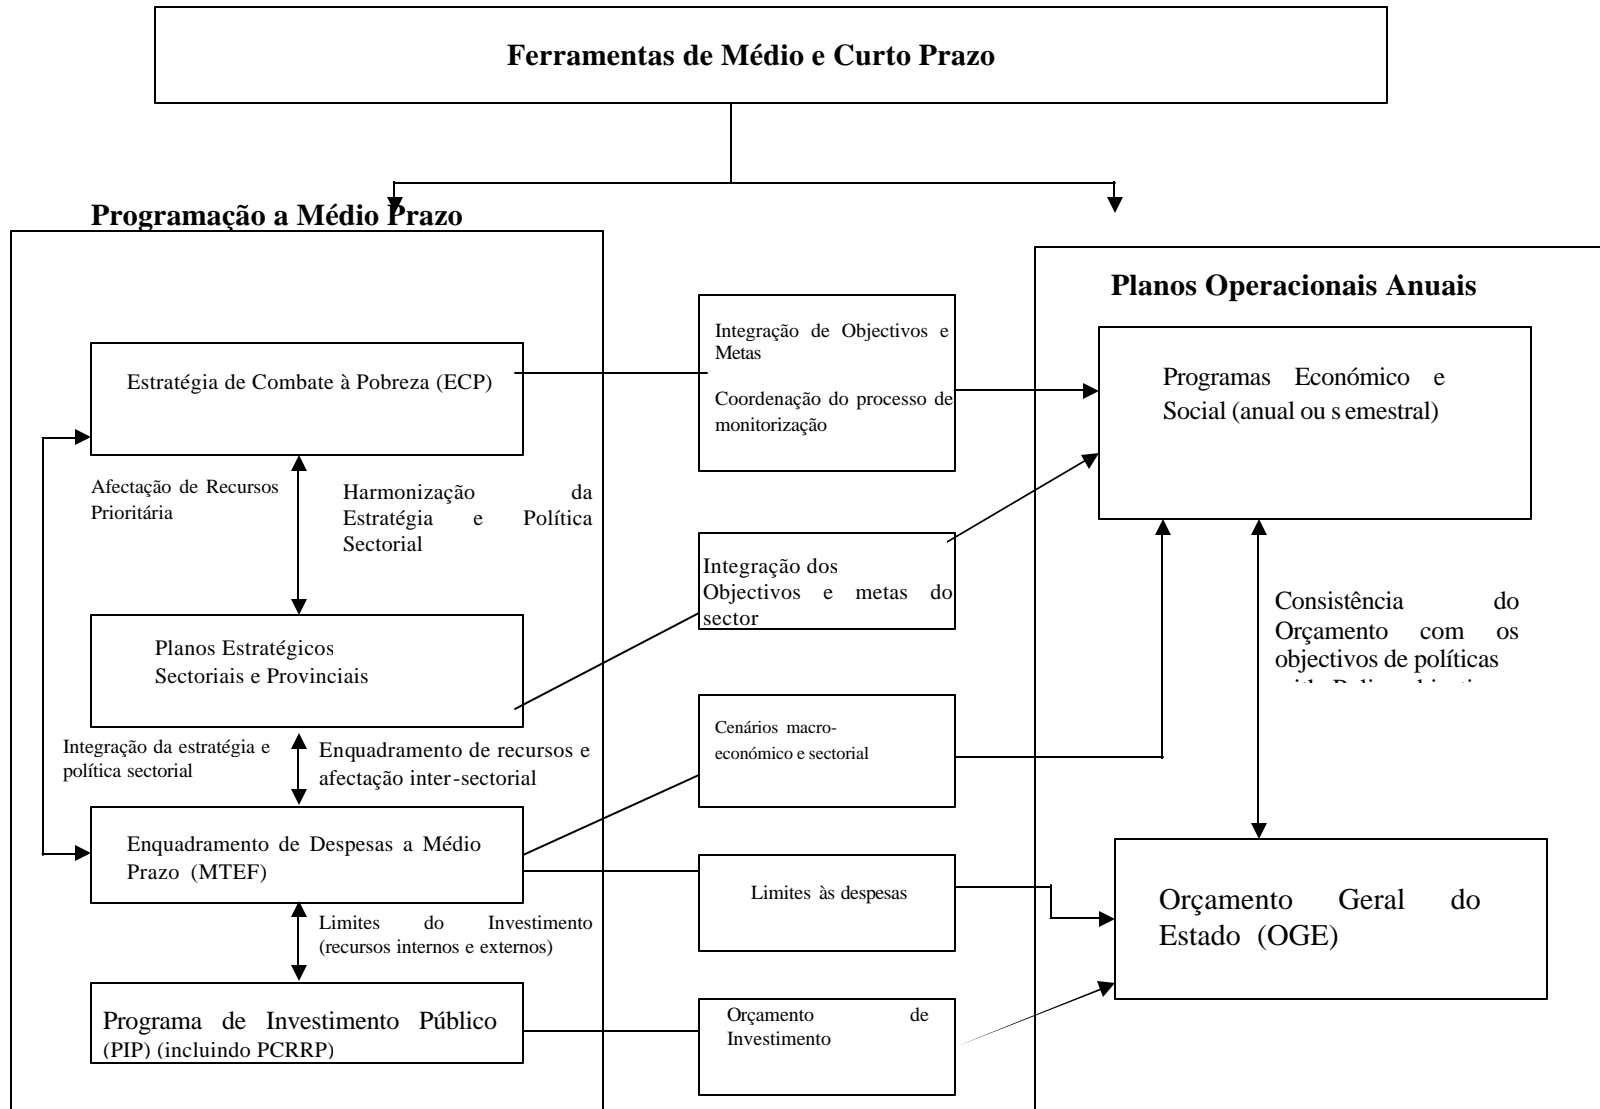 Ferramentas de Médio e Curto Prazo
Programação a Médio Prazo
Estratégia de Combate à Pobreza (ECP)
Afectação de Recursos
Prioritária
Harmonização da
Estratégia e Política
Sectorial
Planos Estratégicos
Sectoriais e Provinciais
Integração da estratégia e
política sectorial
Enquadramento de recursos e
afectação inter-sectorial
Enquadramento de Despesas a Médio
Prazo (MTEF)
Limites do Investimento
(recursos internos e externos)
Programa de Investimento Público
(PIP) (incluindo PCRRP)
Integração de Objectivos e
Metas
Coordenação do processo de
monitorização
Integração dos
Objectivos e metas do
sector
Cenários macro-
económico e sectorial
Limites às despesas
Orçamento de
Investimento
Planos Operacionais Anuais
Programas Económico e
Social (anual ou s emestral)
Consistência do
Orçamento com os
objectivos de políticas
Orçamento Geral do
Estado (OGE)